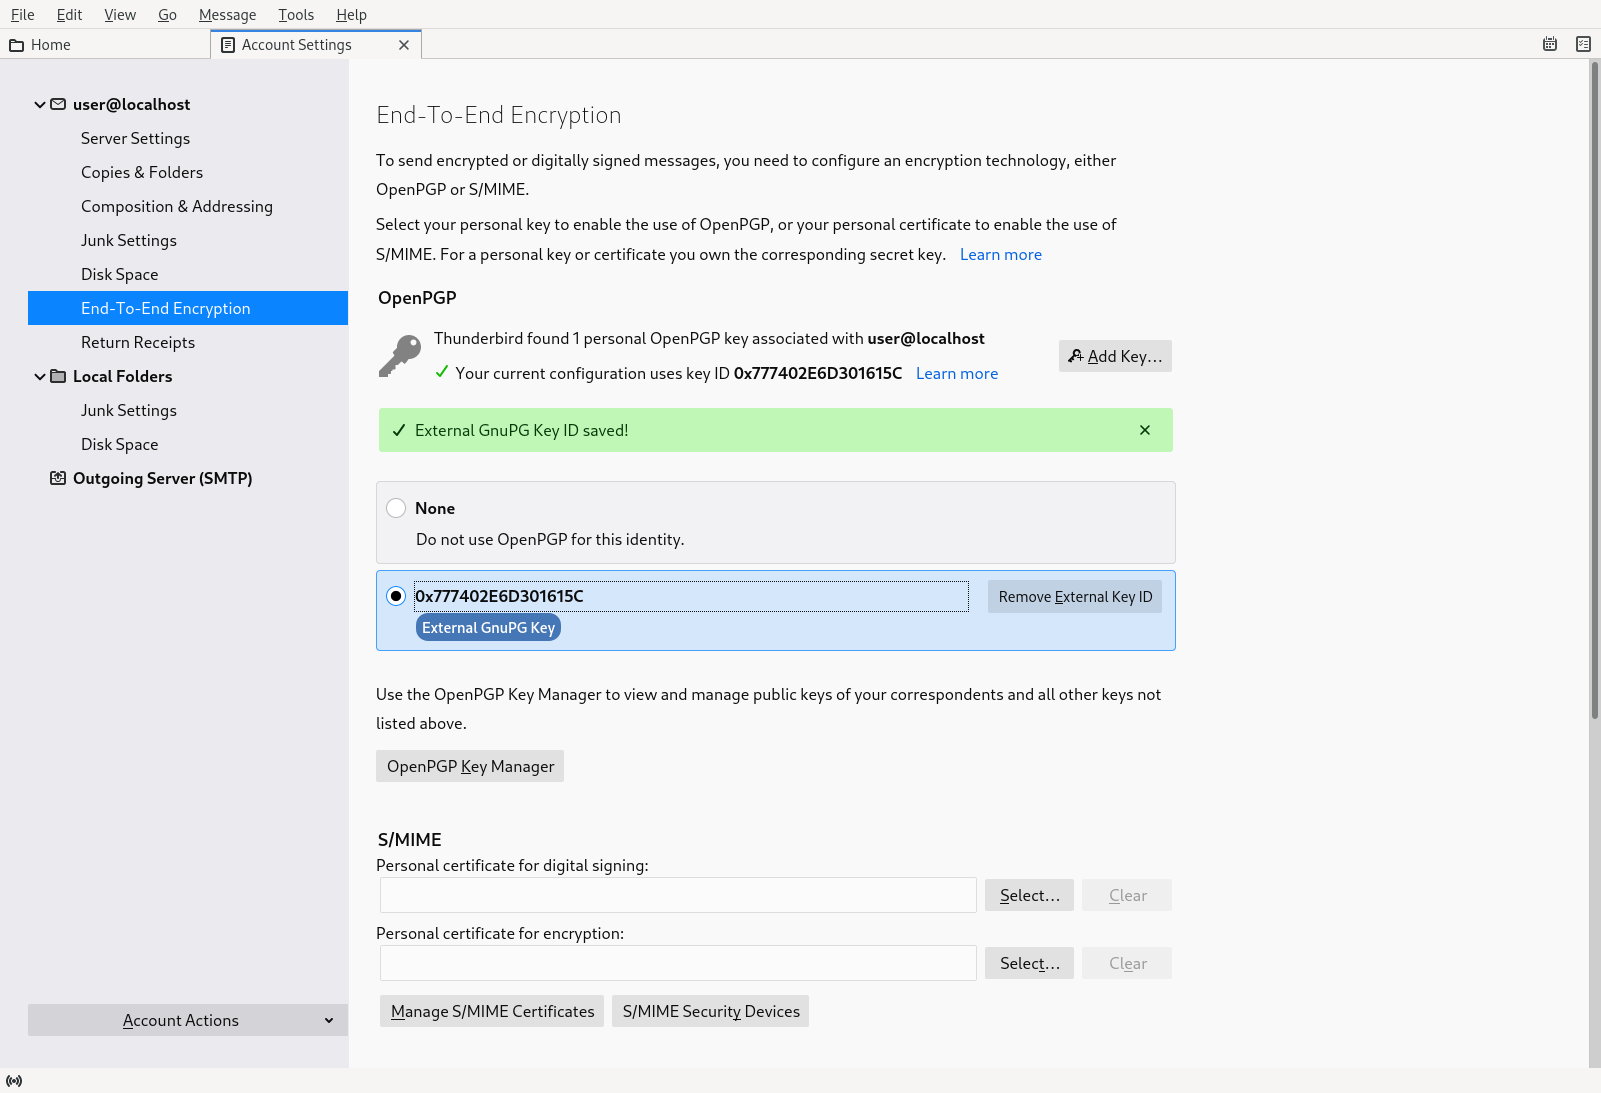 File Edit View Go Message Tools Help
Home
Account Settings
user@localhost
Server Settings
Copies & Folders
Composition & Addressing
Junk Settings
Disk Space
End-To-End Encryption
Return Receipts
Local Folders
Junk Settings
Disk Space
Outgoing Server (SMTP)
Account Actions
End-To-End Encryption
To send encrypted or digitally signed messages, you need to configure an encryption technology, either
OpenPGP or S/MIME.
Select your personal key to enable the use of OpenPGP, or your personal certificate to enable the use of
S/MIME. For a personal key or certificate you own the corresponding secret key. Learn more
OpenPGP
Thunderbird found 1 personal OpenPGP key associated with user@localhost
Your current configuration uses key ID 0x777402E6D301615C Learn more
Add Key…
External GnuPG Key ID saved!
None
Do not use OpenPGP for this identity.
0x777402E6D301615C
Remove External Key ID
External GnuPG Key
Use the OpenPGP Key Manager to view and manage public keys of your correspondents and all other keys not
listed above.
OpenPGP Key Manager
S/MIME
Personal certificate for digital signing:
Select… Clear
Personal certificate for encryption:
Select… Clear
Manage S/MIME Certificates S/MIME Security Devices